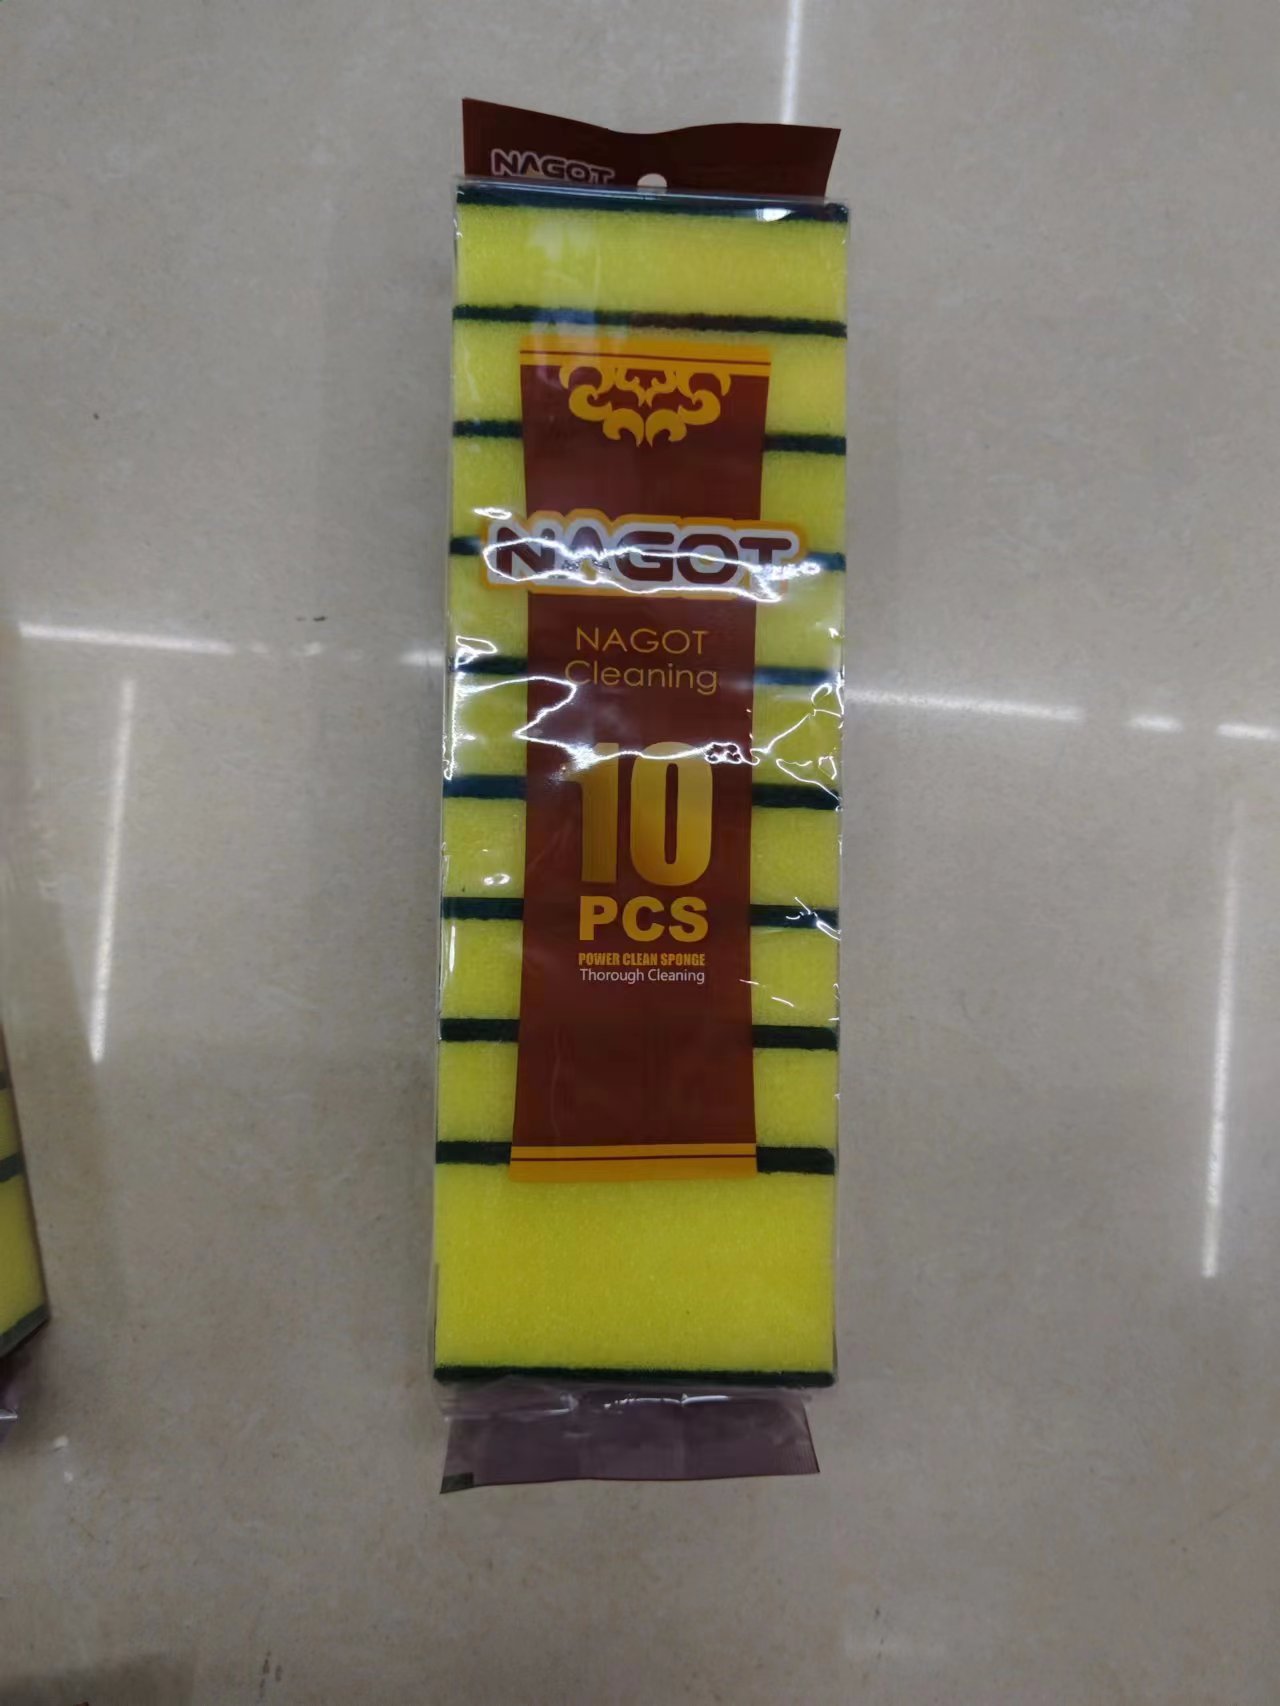 NAGOT
NAGOT
NAGOT
Cleaning
10
PCS
POWER CLEAN SPONGE
Thorough Cleaning